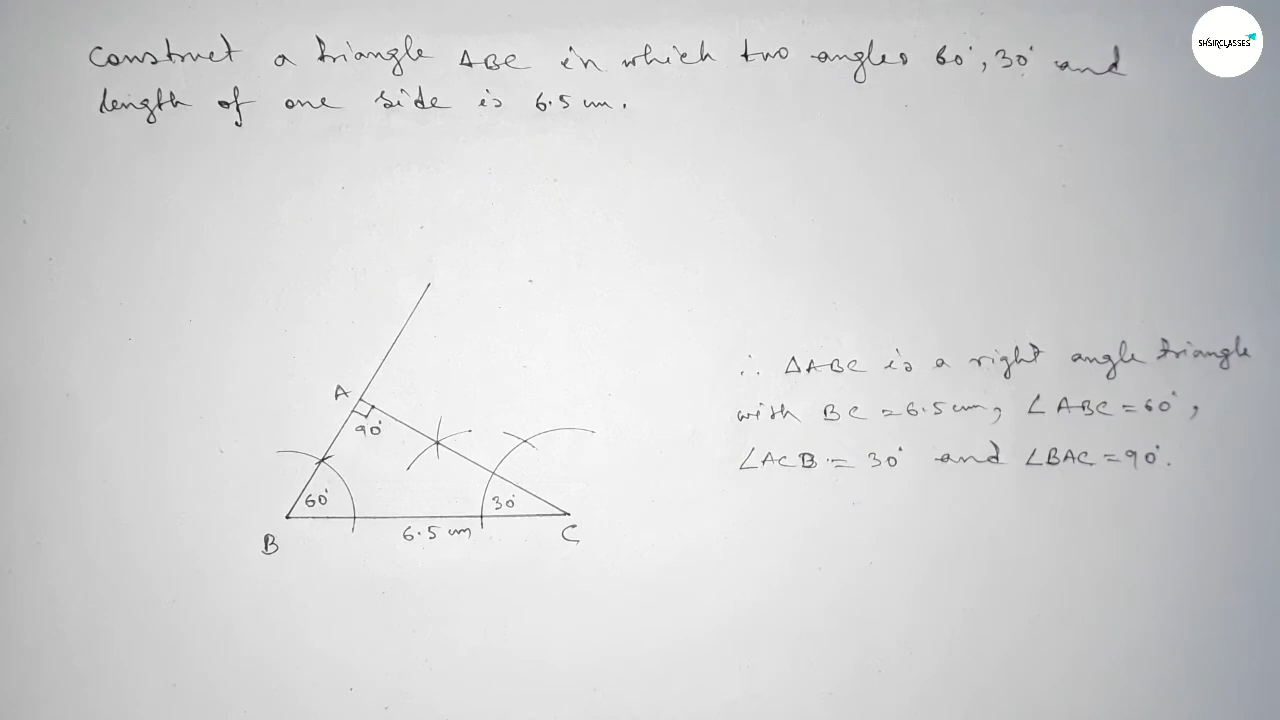 SHSIRCLASSES
Construct a triangle ABC in which two angles 60°, 30° and
length of one side is 6.5 cm.
A
90°
60°
30°
B
6.5 cm
C
∴ △ABC is a right angle triangle
with BC = 6.5 cm, ∠ABC = 60°,
∠ACB = 30° and ∠BAC = 90°.